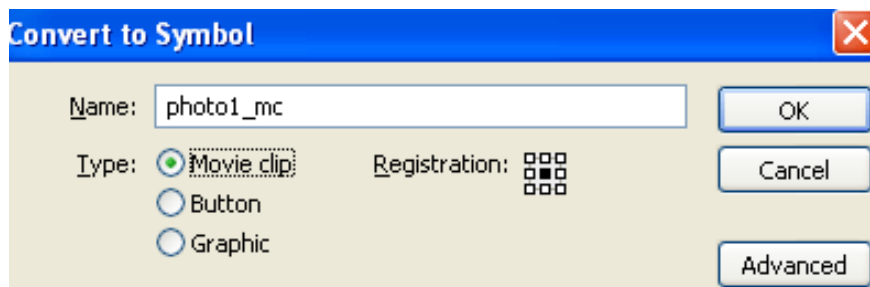 Convert to Symbol
Name: photo1_mc OK
Type: Movie clip Registration: Cancel
Button
Graphic
Advanced